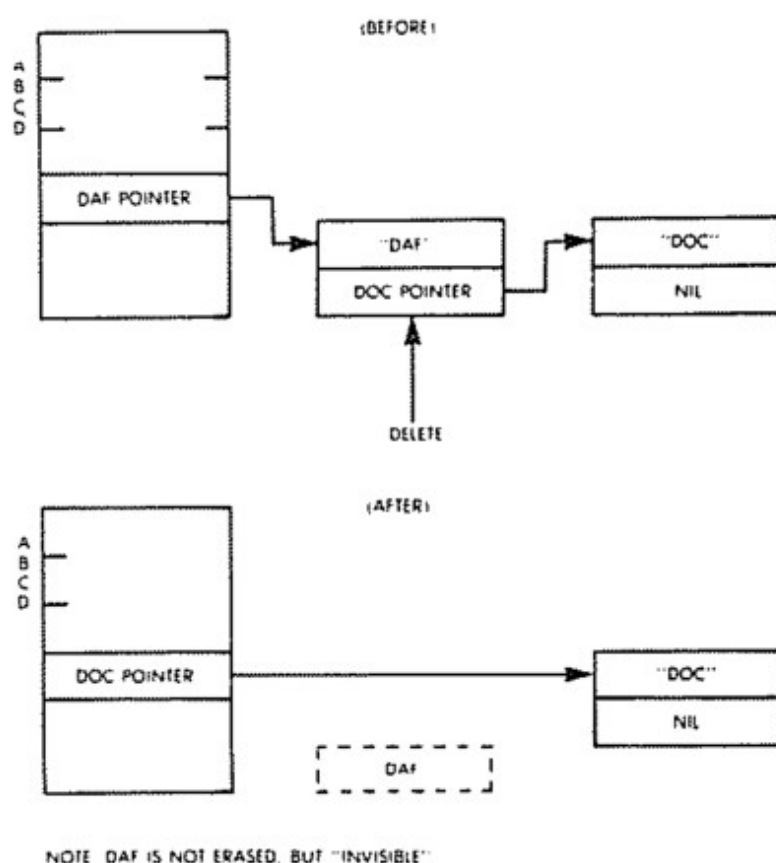 (BEFORE)
A
B
C
D
DAF POINTER
"DAF"
DOC POINTER
"DOC"
NIL
DELETE
(AFTER)
A
B
C
D
DOC POINTER
"DOC"
NIL
DAF
NOTE DAF IS NOT ERASED, BUT "INVISIBLE"